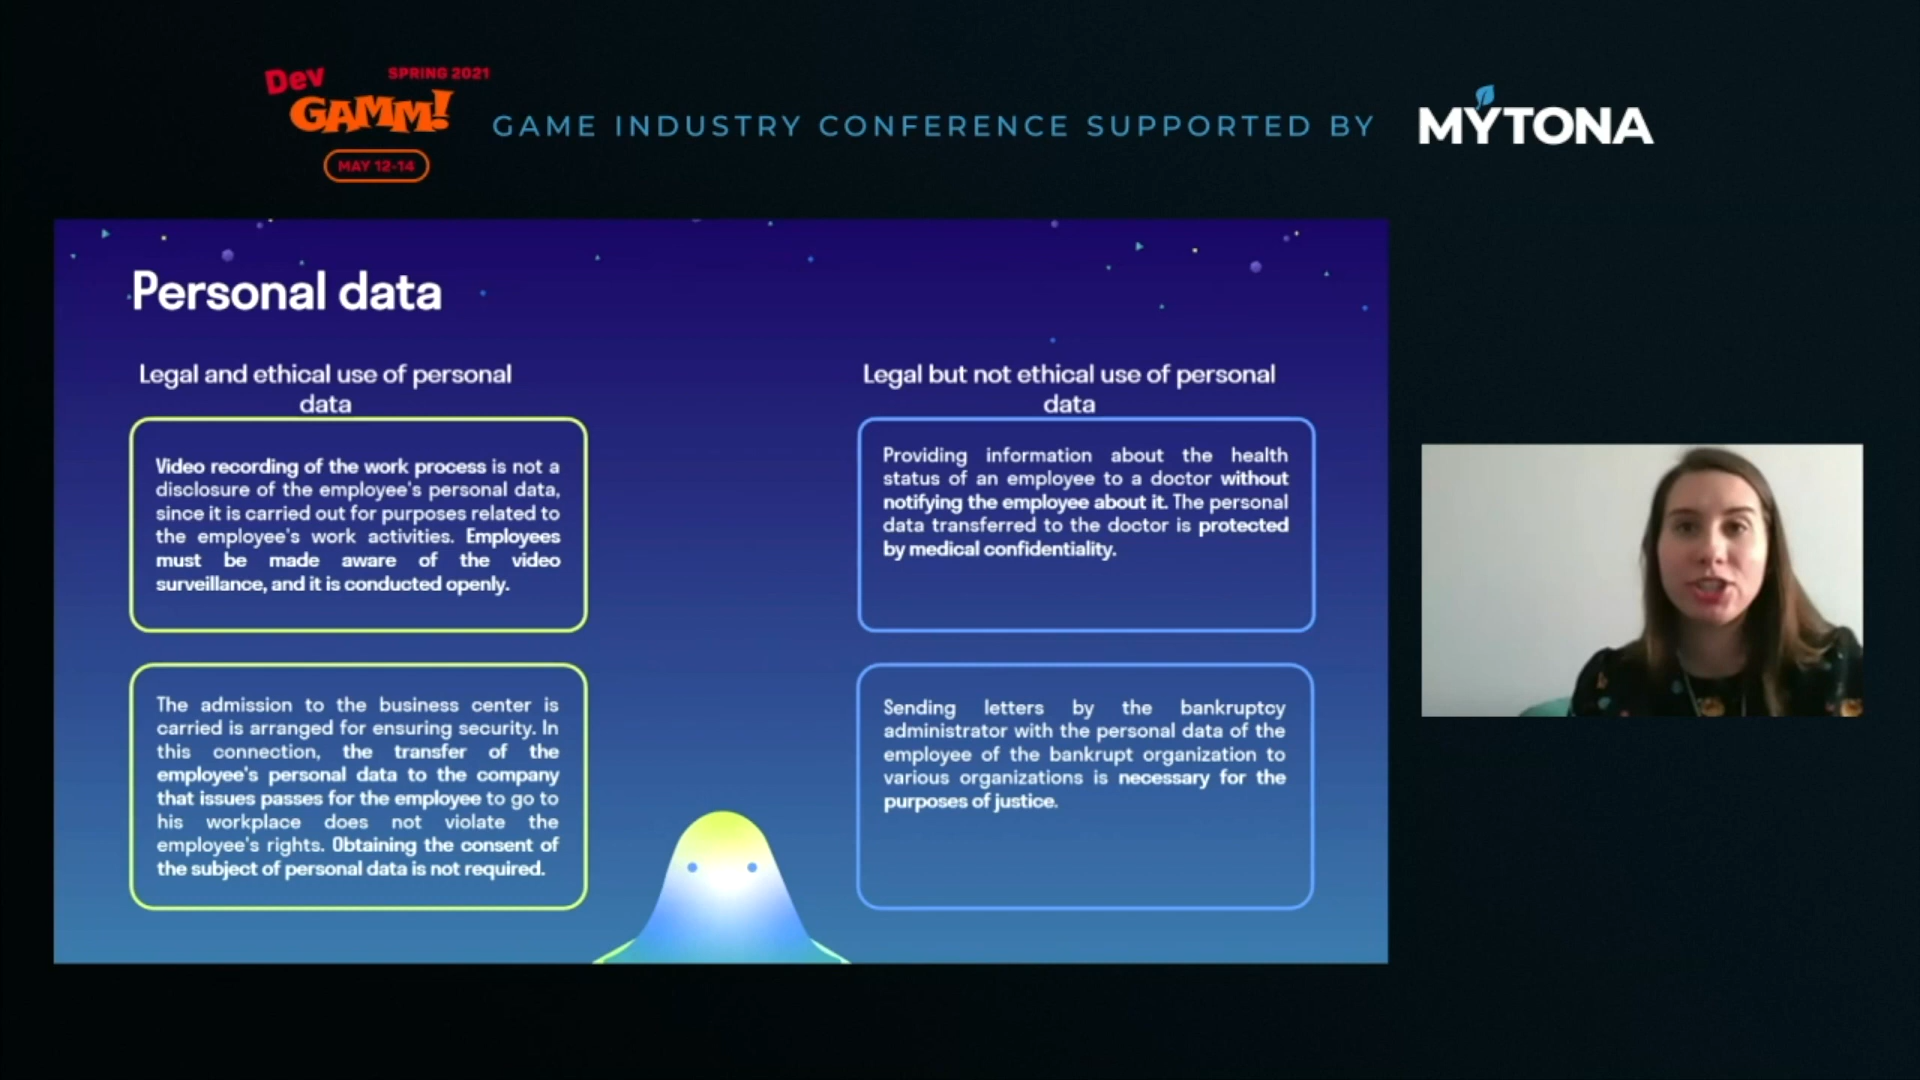 Dev
SPRING 2021
GAMM!
MAY 12-14
GAME INDUSTRY CONFERENCE SUPPORTED BY
MYTONA
Personal data
Legal and ethical use of personal
data
Video recording of the work process is not a
disclosure of the employee's personal data,
since it is carried out for purposes related to
the employee's work activities. Employees
must be made aware of the video
surveillance, and it is conducted openly.
The admission to the business center is
carried is arranged for ensuring security. In
this connection, the transfer of the
employee's personal data to the company
that issues passes for the employee to go to
his workplace does not violate the
employee's rights. Obtaining the consent of
the subject of personal data is not required.
Legal but not ethical use of personal
data
Providing information about the health
status of an employee to a doctor without
notifying the employee about it. The personal
data transferred to the doctor is protected
by medical confidentiality.
Sending letters by the bankruptcy
administrator with the personal data of the
employee of the bankrupt organization to
various organizations is necessary for the
purposes of justice.